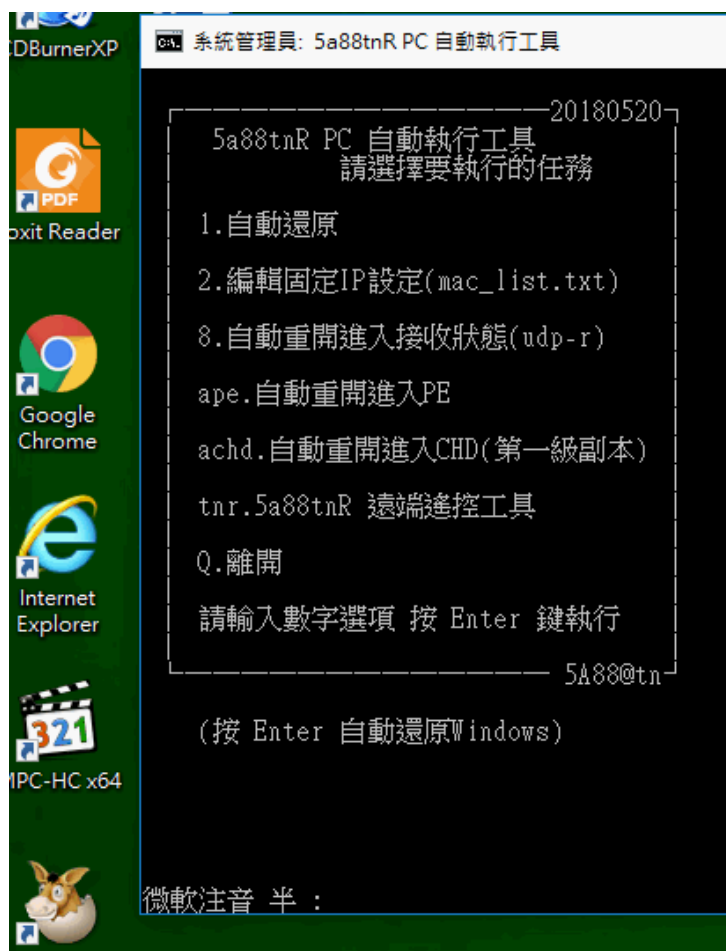 CDBurnerXP
PDF
oxit Reader
Google
Chrome
Internet
Explorer
321
MPC-HC x64
系統管理員: 5a88tnR PC 自動執行工具
20180520
5a88tnR PC 自動執行工具
請選擇要執行的任務
1.自動還原
2.編輯固定IP設定(mac_list.txt)
8.自動重開進入接收狀態(udp-r)
ape.自動重開進入PE
achd.自動重開進入CHD(第一級副本)
tnr.5a88tnR 遠端遙控工具
Q.離開
請輸入數字選項 按 Enter 鍵執行
5A88@tn
(按 Enter 自動還原Windows)
微軟注音 半 :